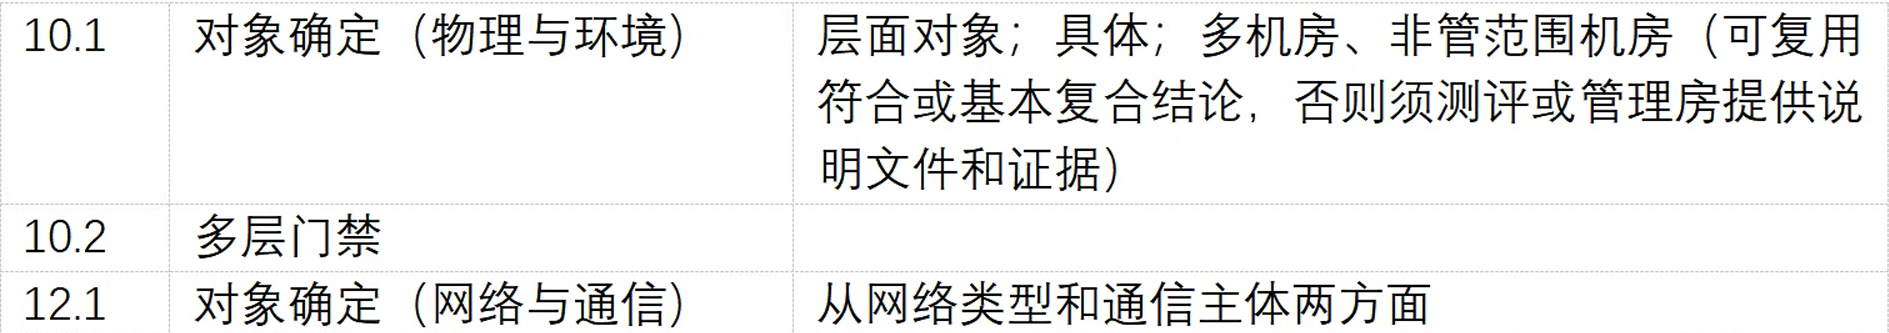 10.1 对象确定（物理与环境） 层面对象；具体；多机房、非管范围机房（可复用
符合或基本复合结论，否则须测评或管理房提供说
明文件和证据）
10.2 多层门禁
12.1 对象确定（网络与通信） 从网络类型和通信主体两方面